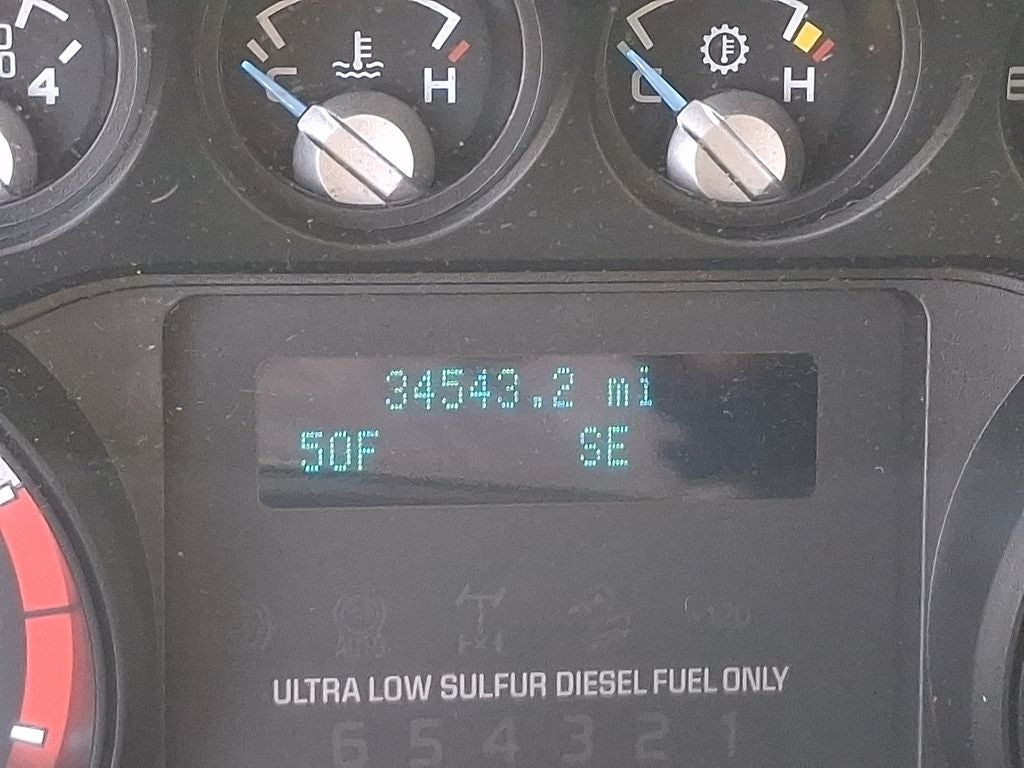 4
C H
C H
34543.2 mi
50F SE
ULTRA LOW SULFUR DIESEL FUEL ONLY
6 5 4 3 2 1